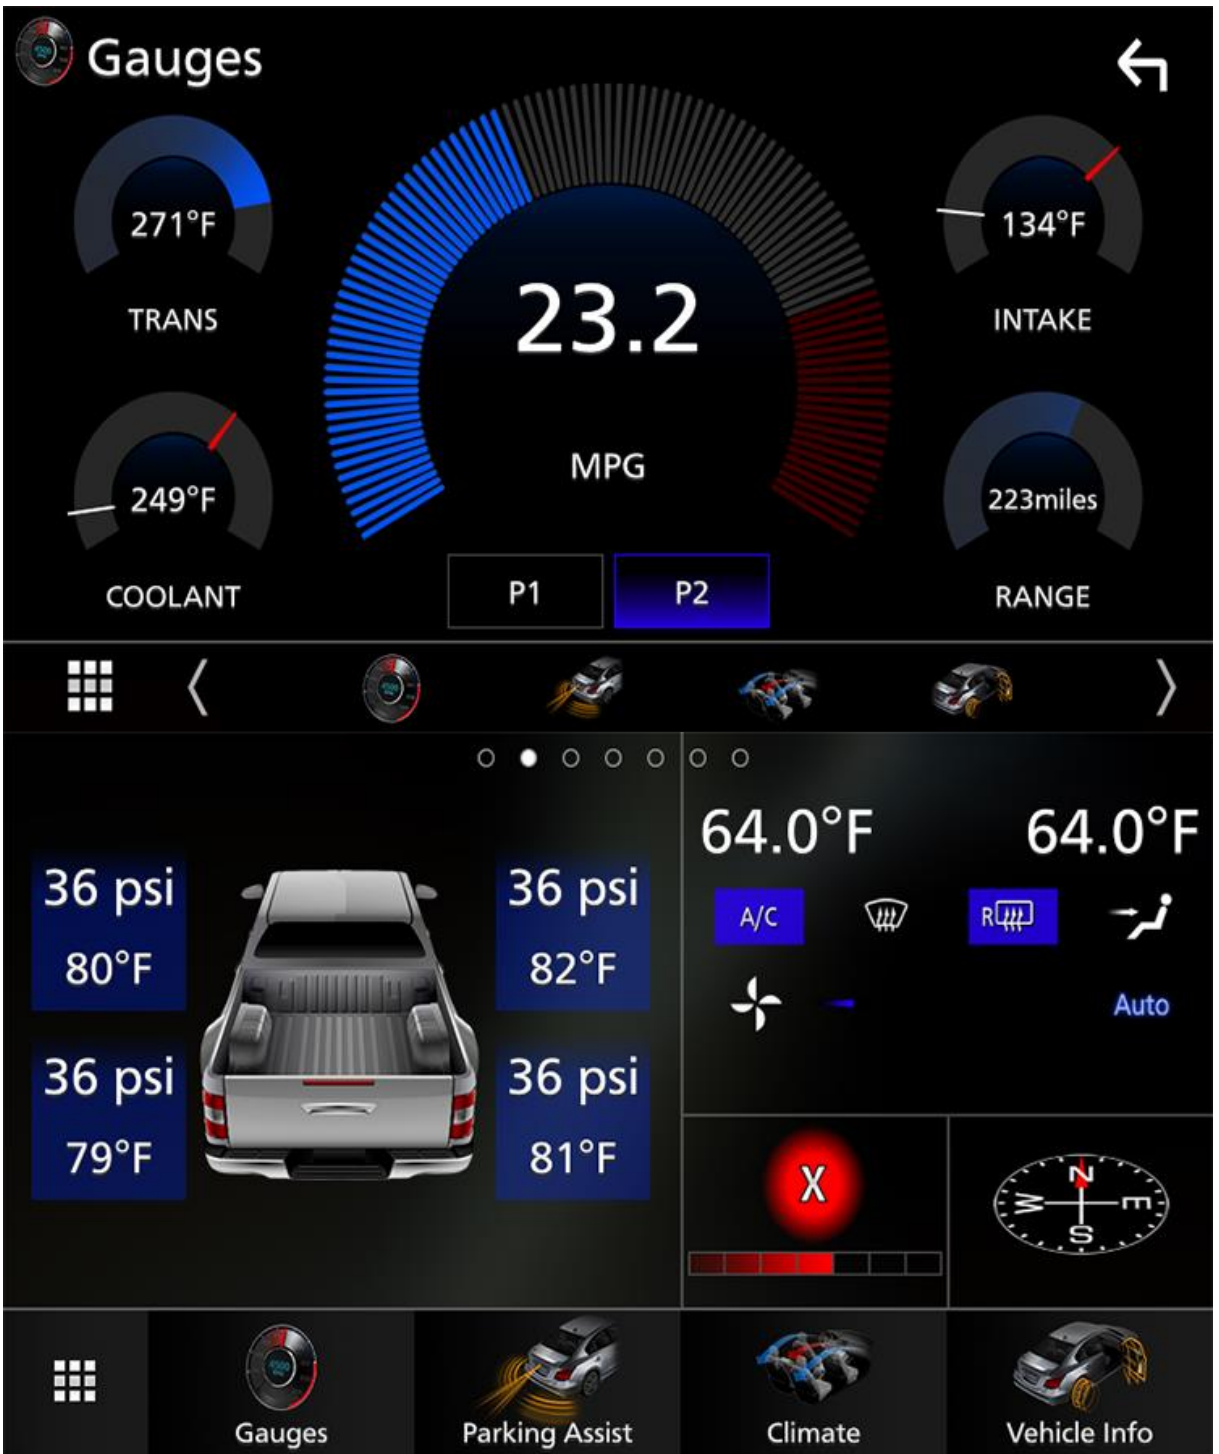 Gauges
271°F
TRANS
134°F
INTAKE
23.2
MPG
249°F
COOLANT
223miles
RANGE
P1
P2
36 psi
80°F
36 psi
82°F
36 psi
79°F
36 psi
81°F
64.0°F
64.0°F
A/C
R
Auto
X
N
W
E
S
Gauges
Parking Assist
Climate
Vehicle Info